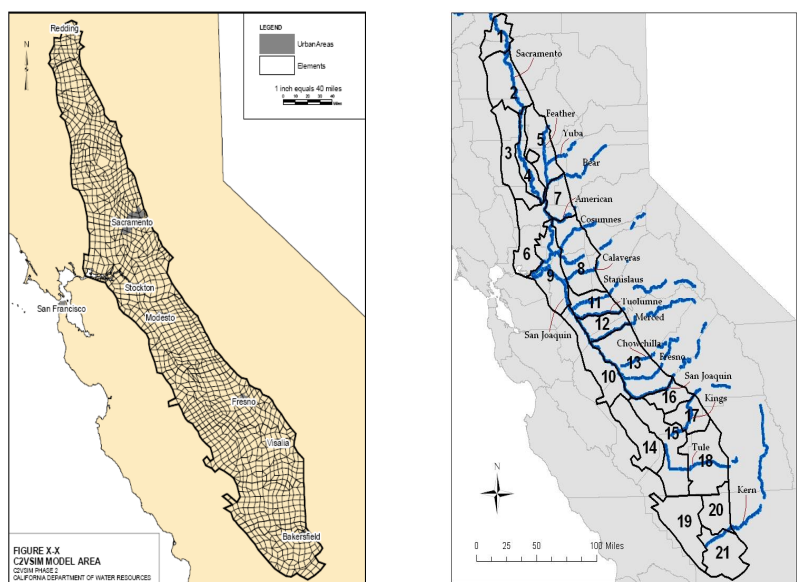 Redding
N
LEGEND
Urban Areas
Elements
1 inch equals 40 miles
Sacramento
Stockton
San Francisco
Modesto
Fresno
Visalia
Bakersfield
FIGURE X-X
C2VSIM MODEL AREA
C2VSIM PHASE 2
CALIFORNIA DEPARTMENT OF WATER RESOURCES
1
Sacramento
2
Feather
5
Yuba
3
Bear
4
7
American
Cosumnes
6
8
Calaveras
9
Stanislaus
11
Tuolumne
12
Merced
San Joaquin
Chowchilla
13
Fresno
10
San Joaquin
16
Kings
17
15
14
Tule
18
N
Kern
20
19
21
0 25 50 100 Miles